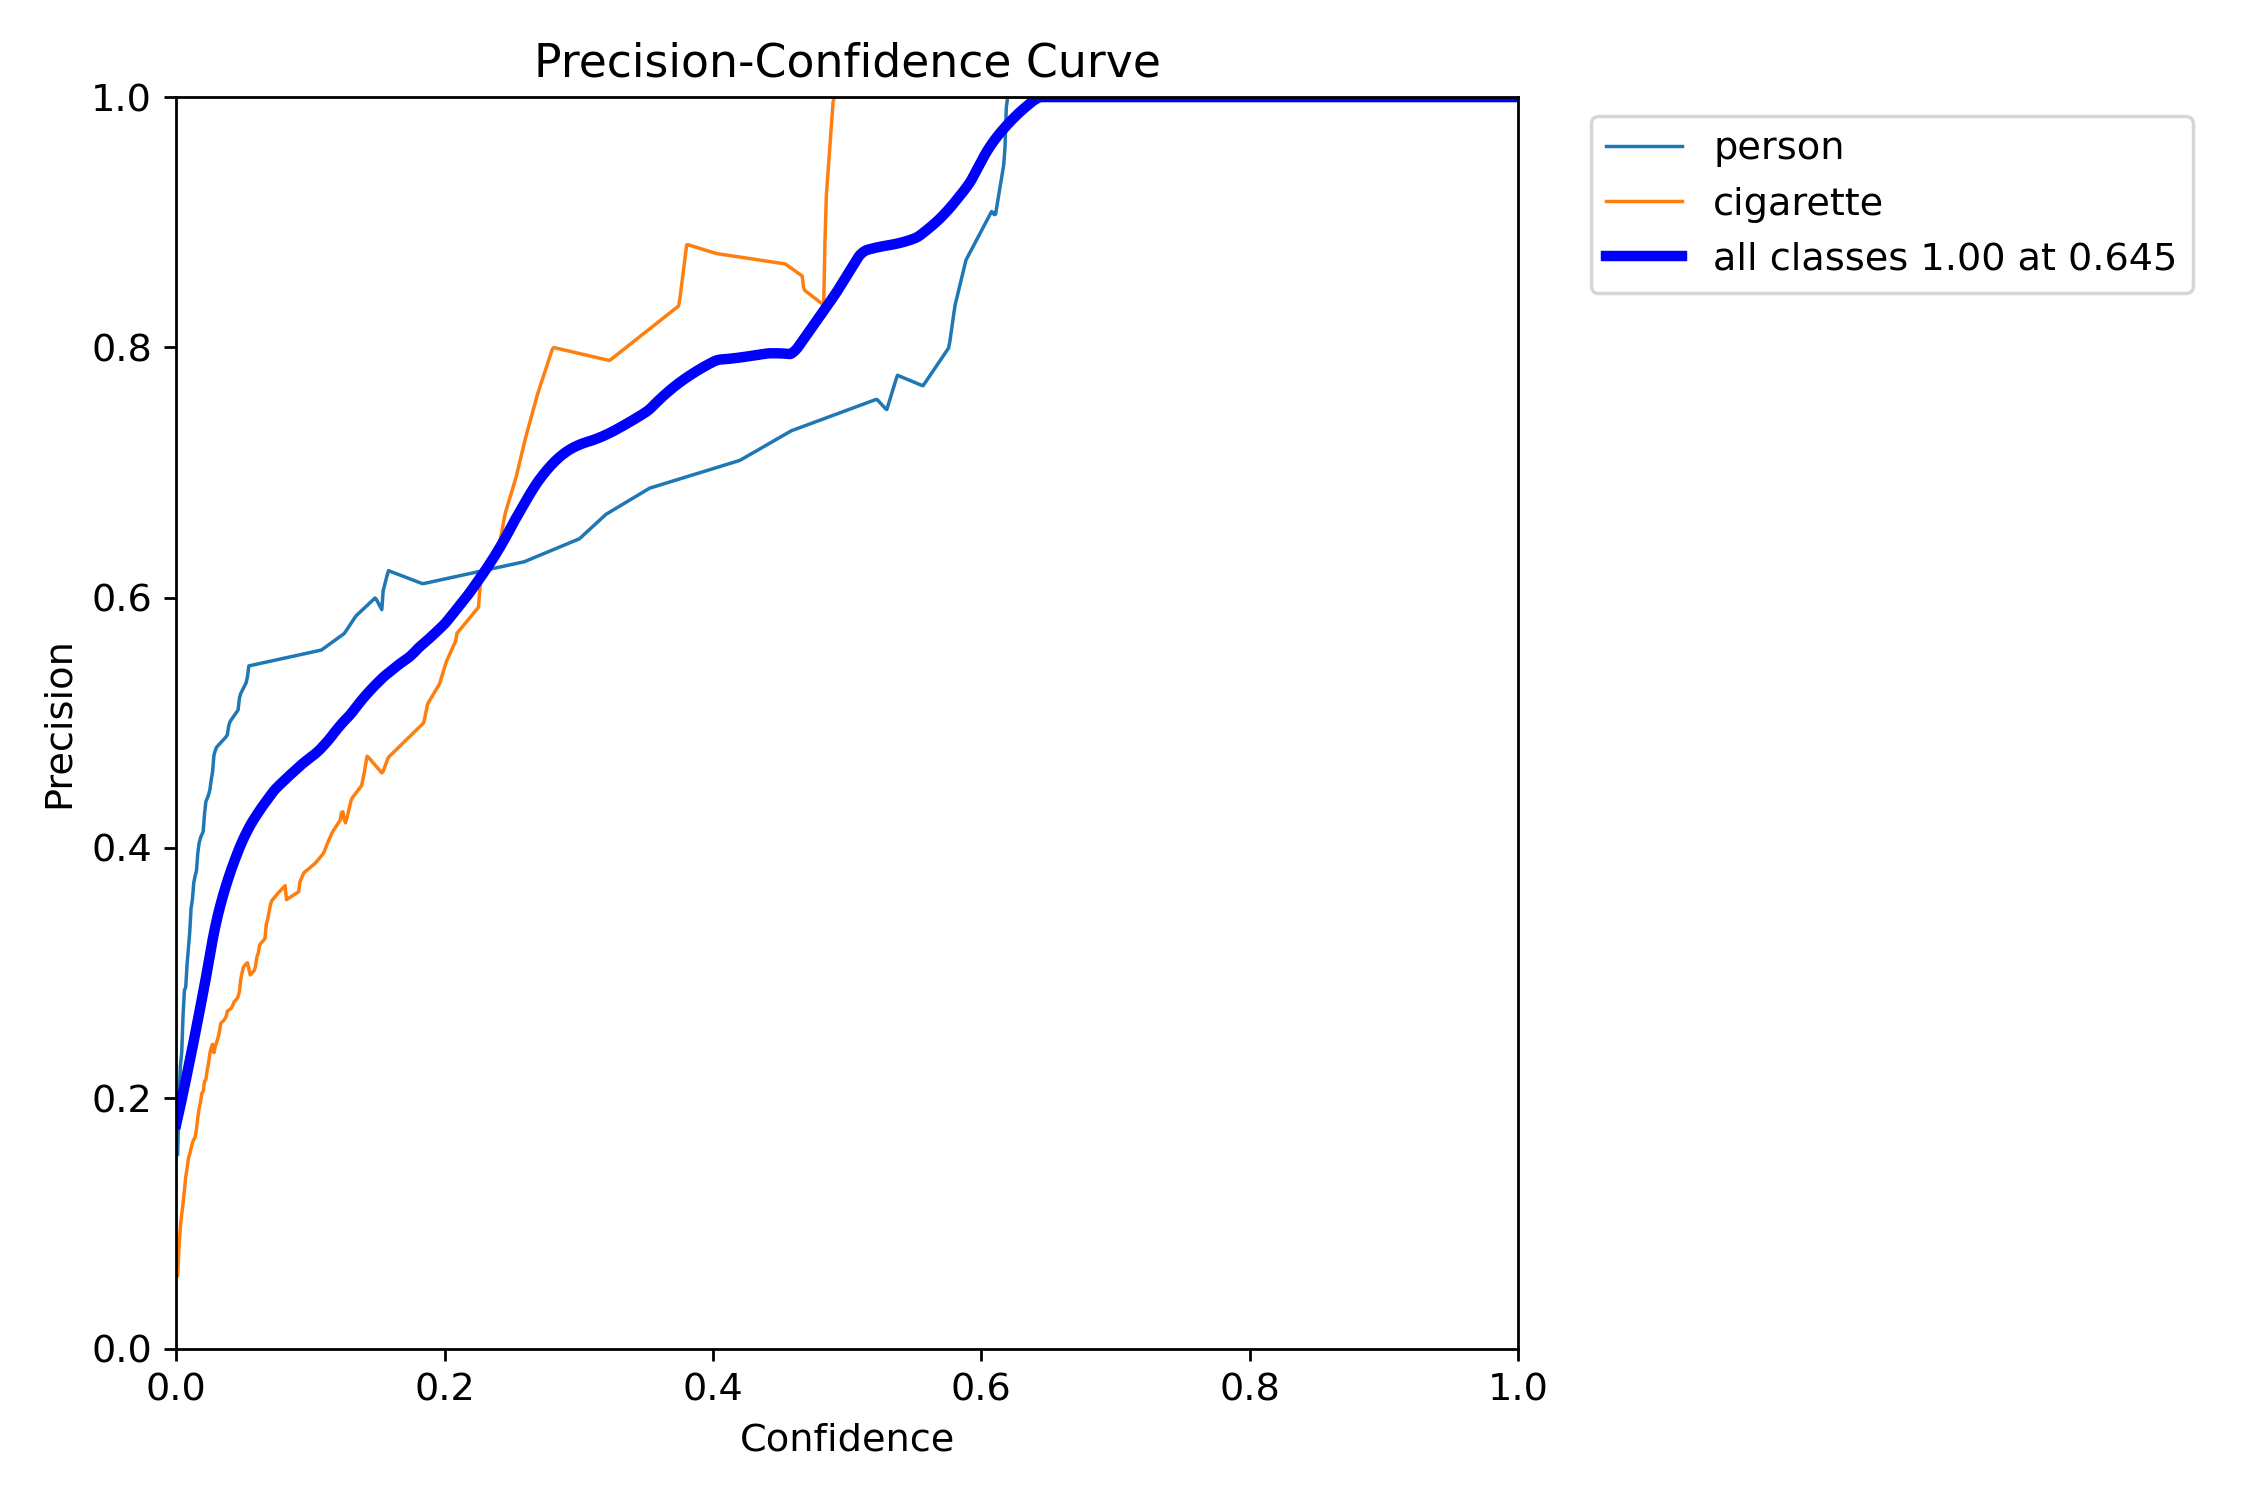 Precision-Confidence Curve
1.0
0.8
0.6
0.4
0.2
0.0
Precision
0.0 0.2 0.4 0.6 0.8 1.0
Confidence
person
cigarette
all classes 1.00 at 0.645